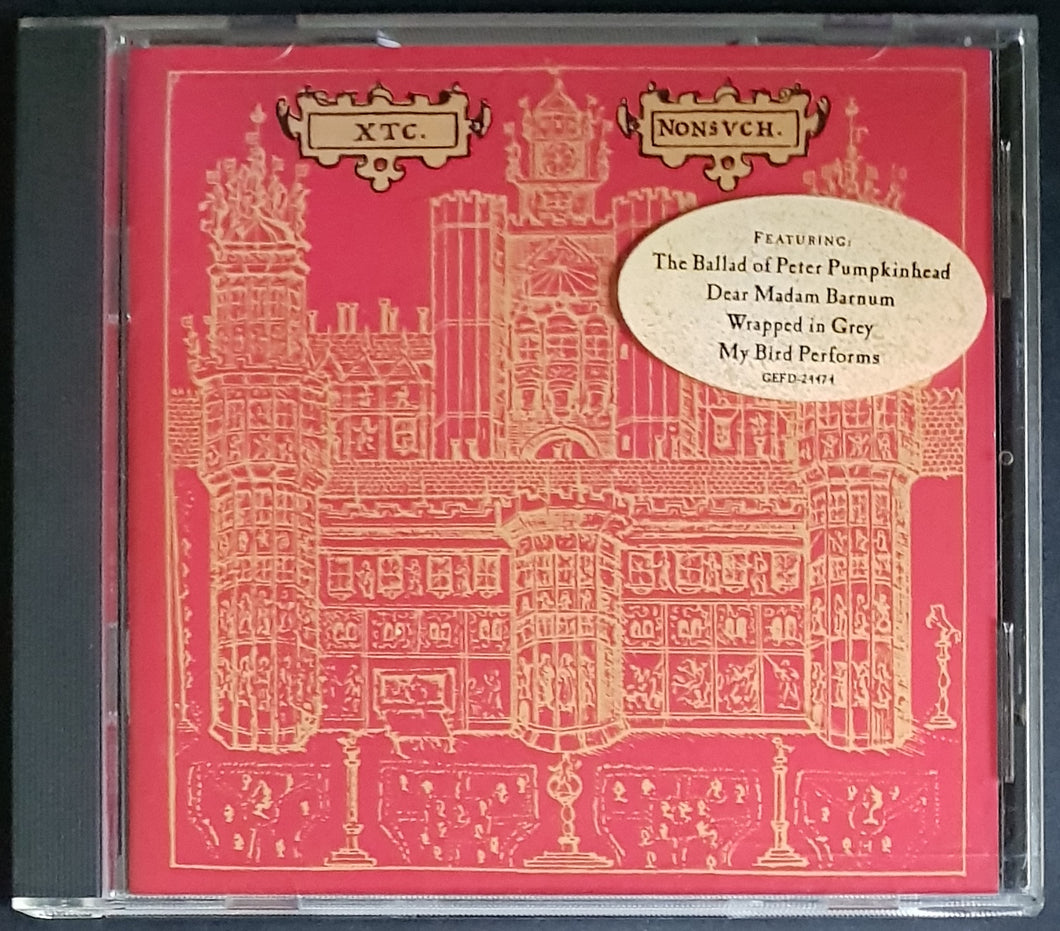 XTC.
NONSVCH.
FEATURING:
The Ballad of Peter Pumpkinhead
Dear Madam Barnum
Wrapped in Grey
My Bird Performs
GEFD-24474